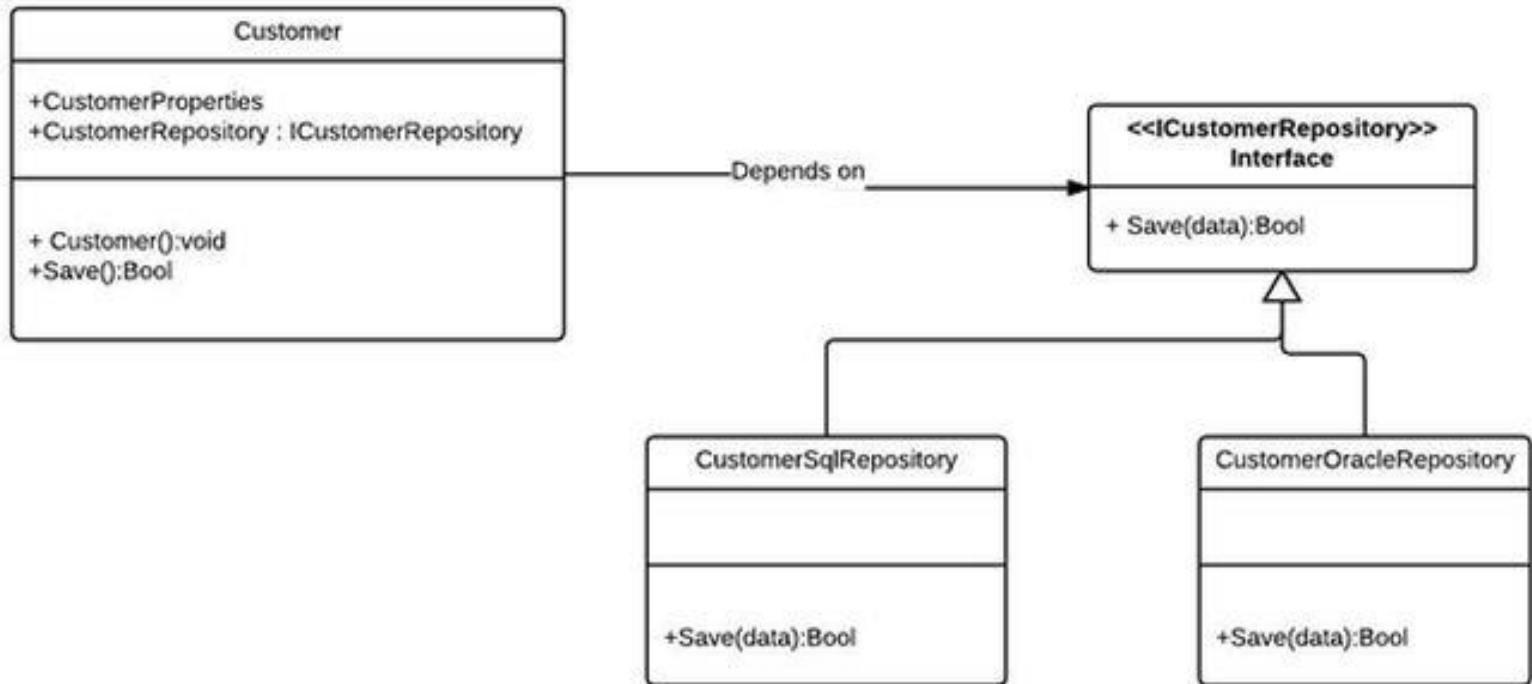 Customer
+CustomerProperties
+CustomerRepository : ICustomerRepository
+ Customer():void
+Save():Bool
Depends on
<<ICustomerRepository>>
Interface
+ Save(data):Bool
CustomerSqlRepository
+Save(data):Bool
CustomerOracleRepository
+Save(data):Bool